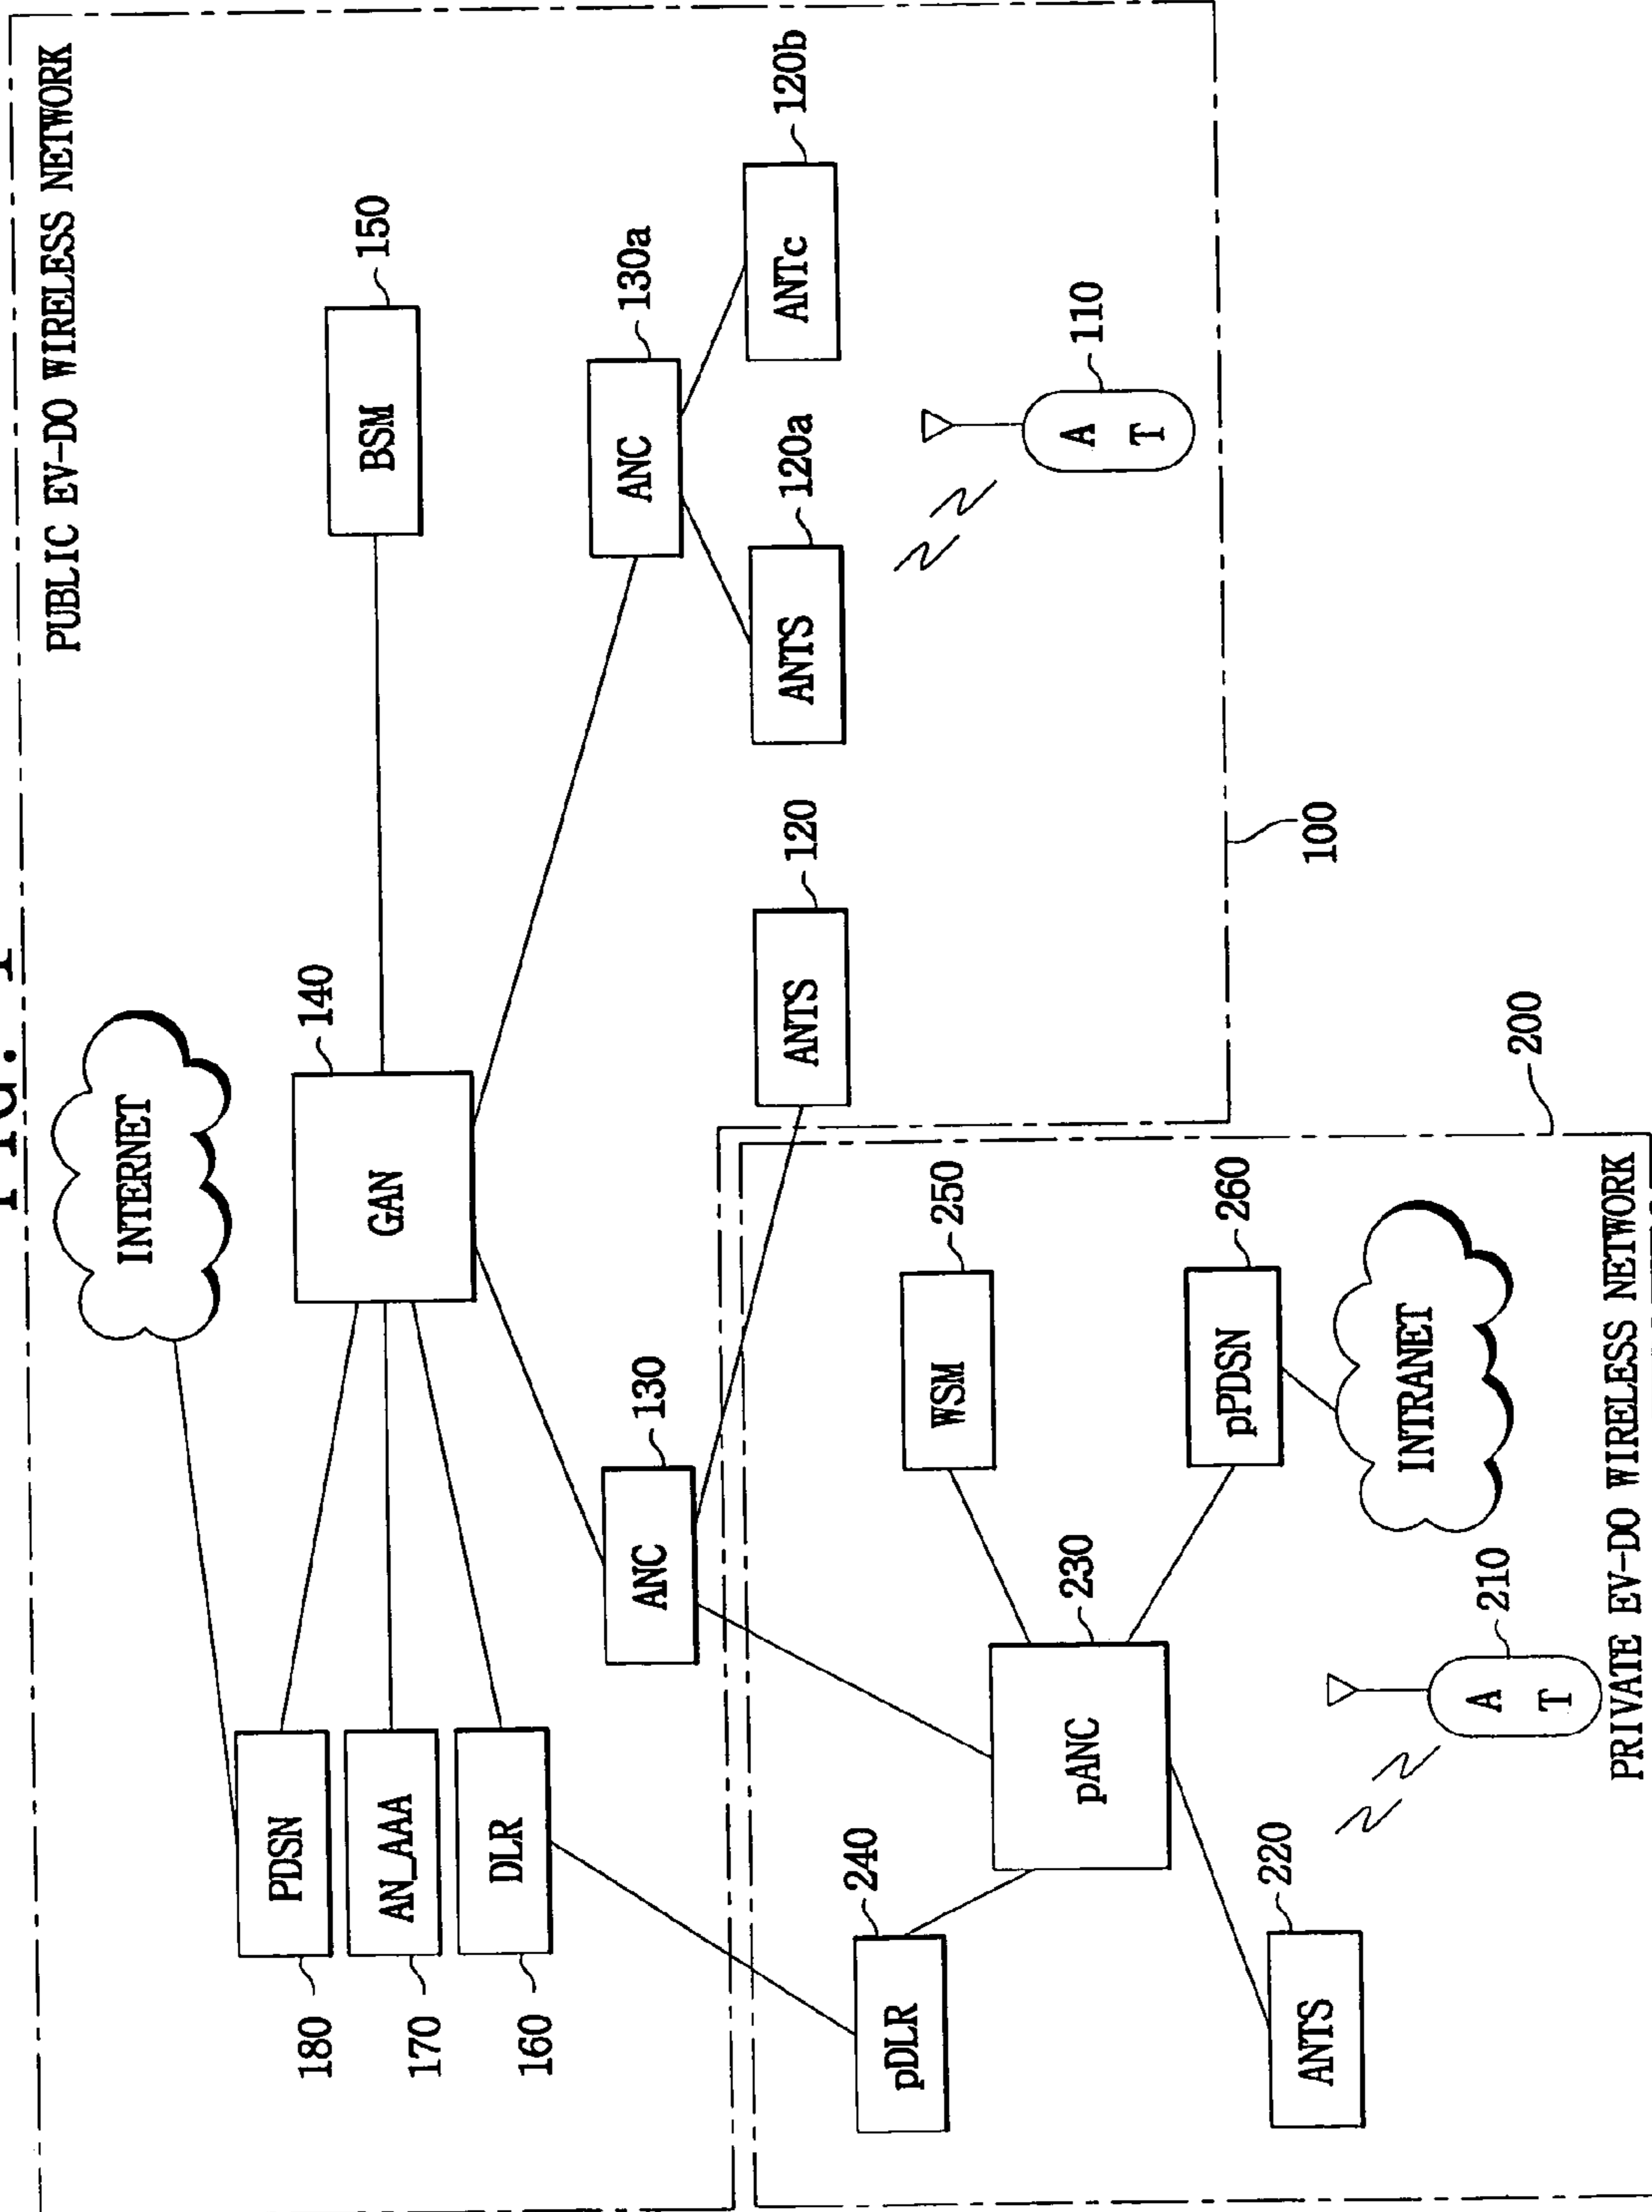 FIG. 1
PUBLIC EV-DO WIRELESS NETWORK
INTERNET
140
GAN
BSM
150
180
PDSN
170
AN_AAA
160
DLR
ANC
130
ANC
130a
ANTS
120
ANTS
120a
ANTc
120b
A
T
110
100
200
pDLR
240
WSM
250
pANC
230
pPDSN
260
ANTS
220
INTRANET
A
T
210
PRIVATE EV-DO WIRELESS NETWORK